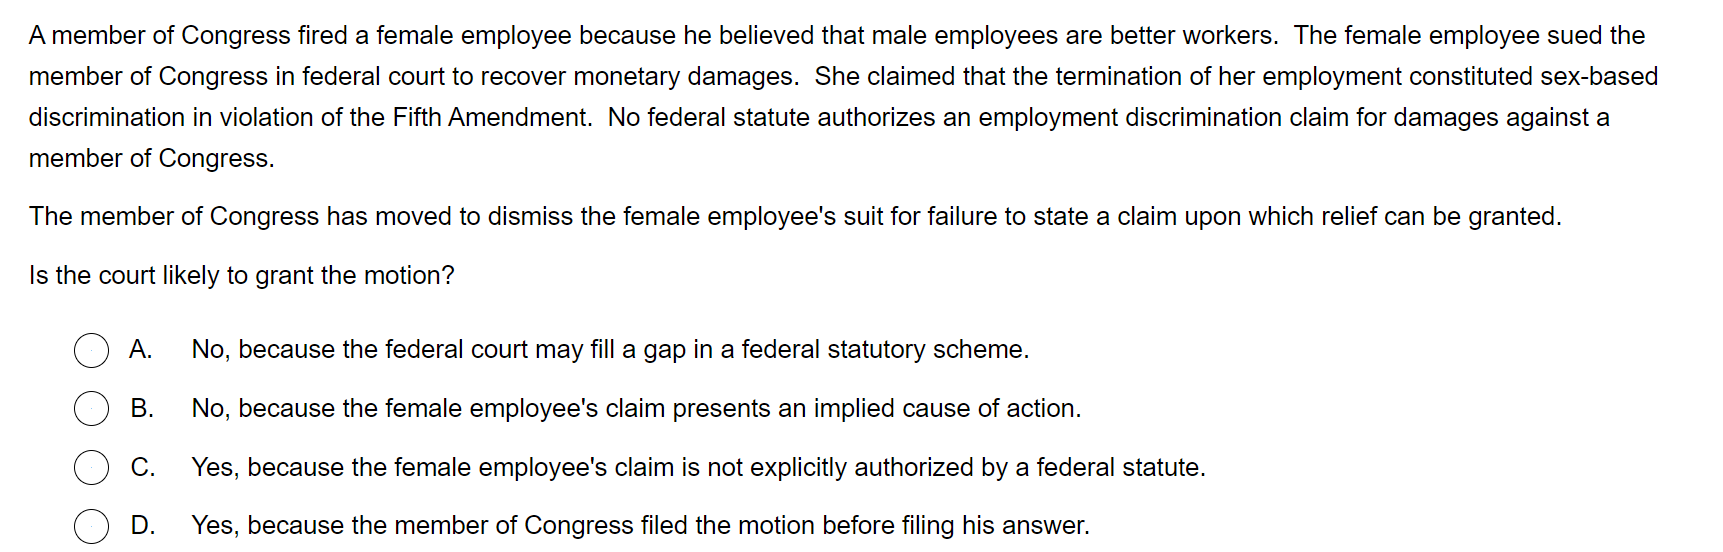 A member of Congress fired a female employee because he believed that male employees are better workers.  The female employee sued the
member of Congress in federal court to recover monetary damages.  She claimed that the termination of her employment constituted sex-based
discrimination in violation of the Fifth Amendment.  No federal statute authorizes an employment discrimination claim for damages against a
member of Congress.
The member of Congress has moved to dismiss the female employee's suit for failure to state a claim upon which relief can be granted.
Is the court likely to grant the motion?
A. No, because the federal court may fill a gap in a federal statutory scheme.
B. No, because the female employee's claim presents an implied cause of action.
C. Yes, because the female employee's claim is not explicitly authorized by a federal statute.
D. Yes, because the member of Congress filed the motion before filing his answer.